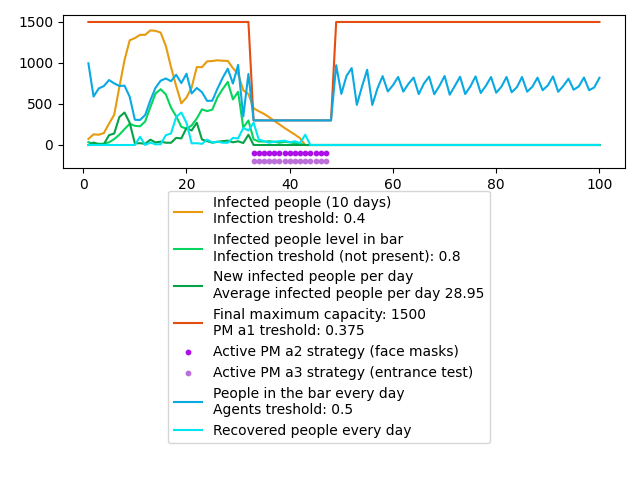 1500
1000
500
0
0 20 40 60 80 100
Infected people (10 days)
Infection treshold: 0.4
Infected people level in bar
Infection treshold (not present): 0.8
New infected people per day
Average infected people per day 28.95
Final maximum capacity: 1500
PM a1 treshold: 0.375
Active PM a2 strategy (face masks)
Active PM a3 strategy (entrance test)
People in the bar every day
Agents treshold: 0.5
Recovered people every day